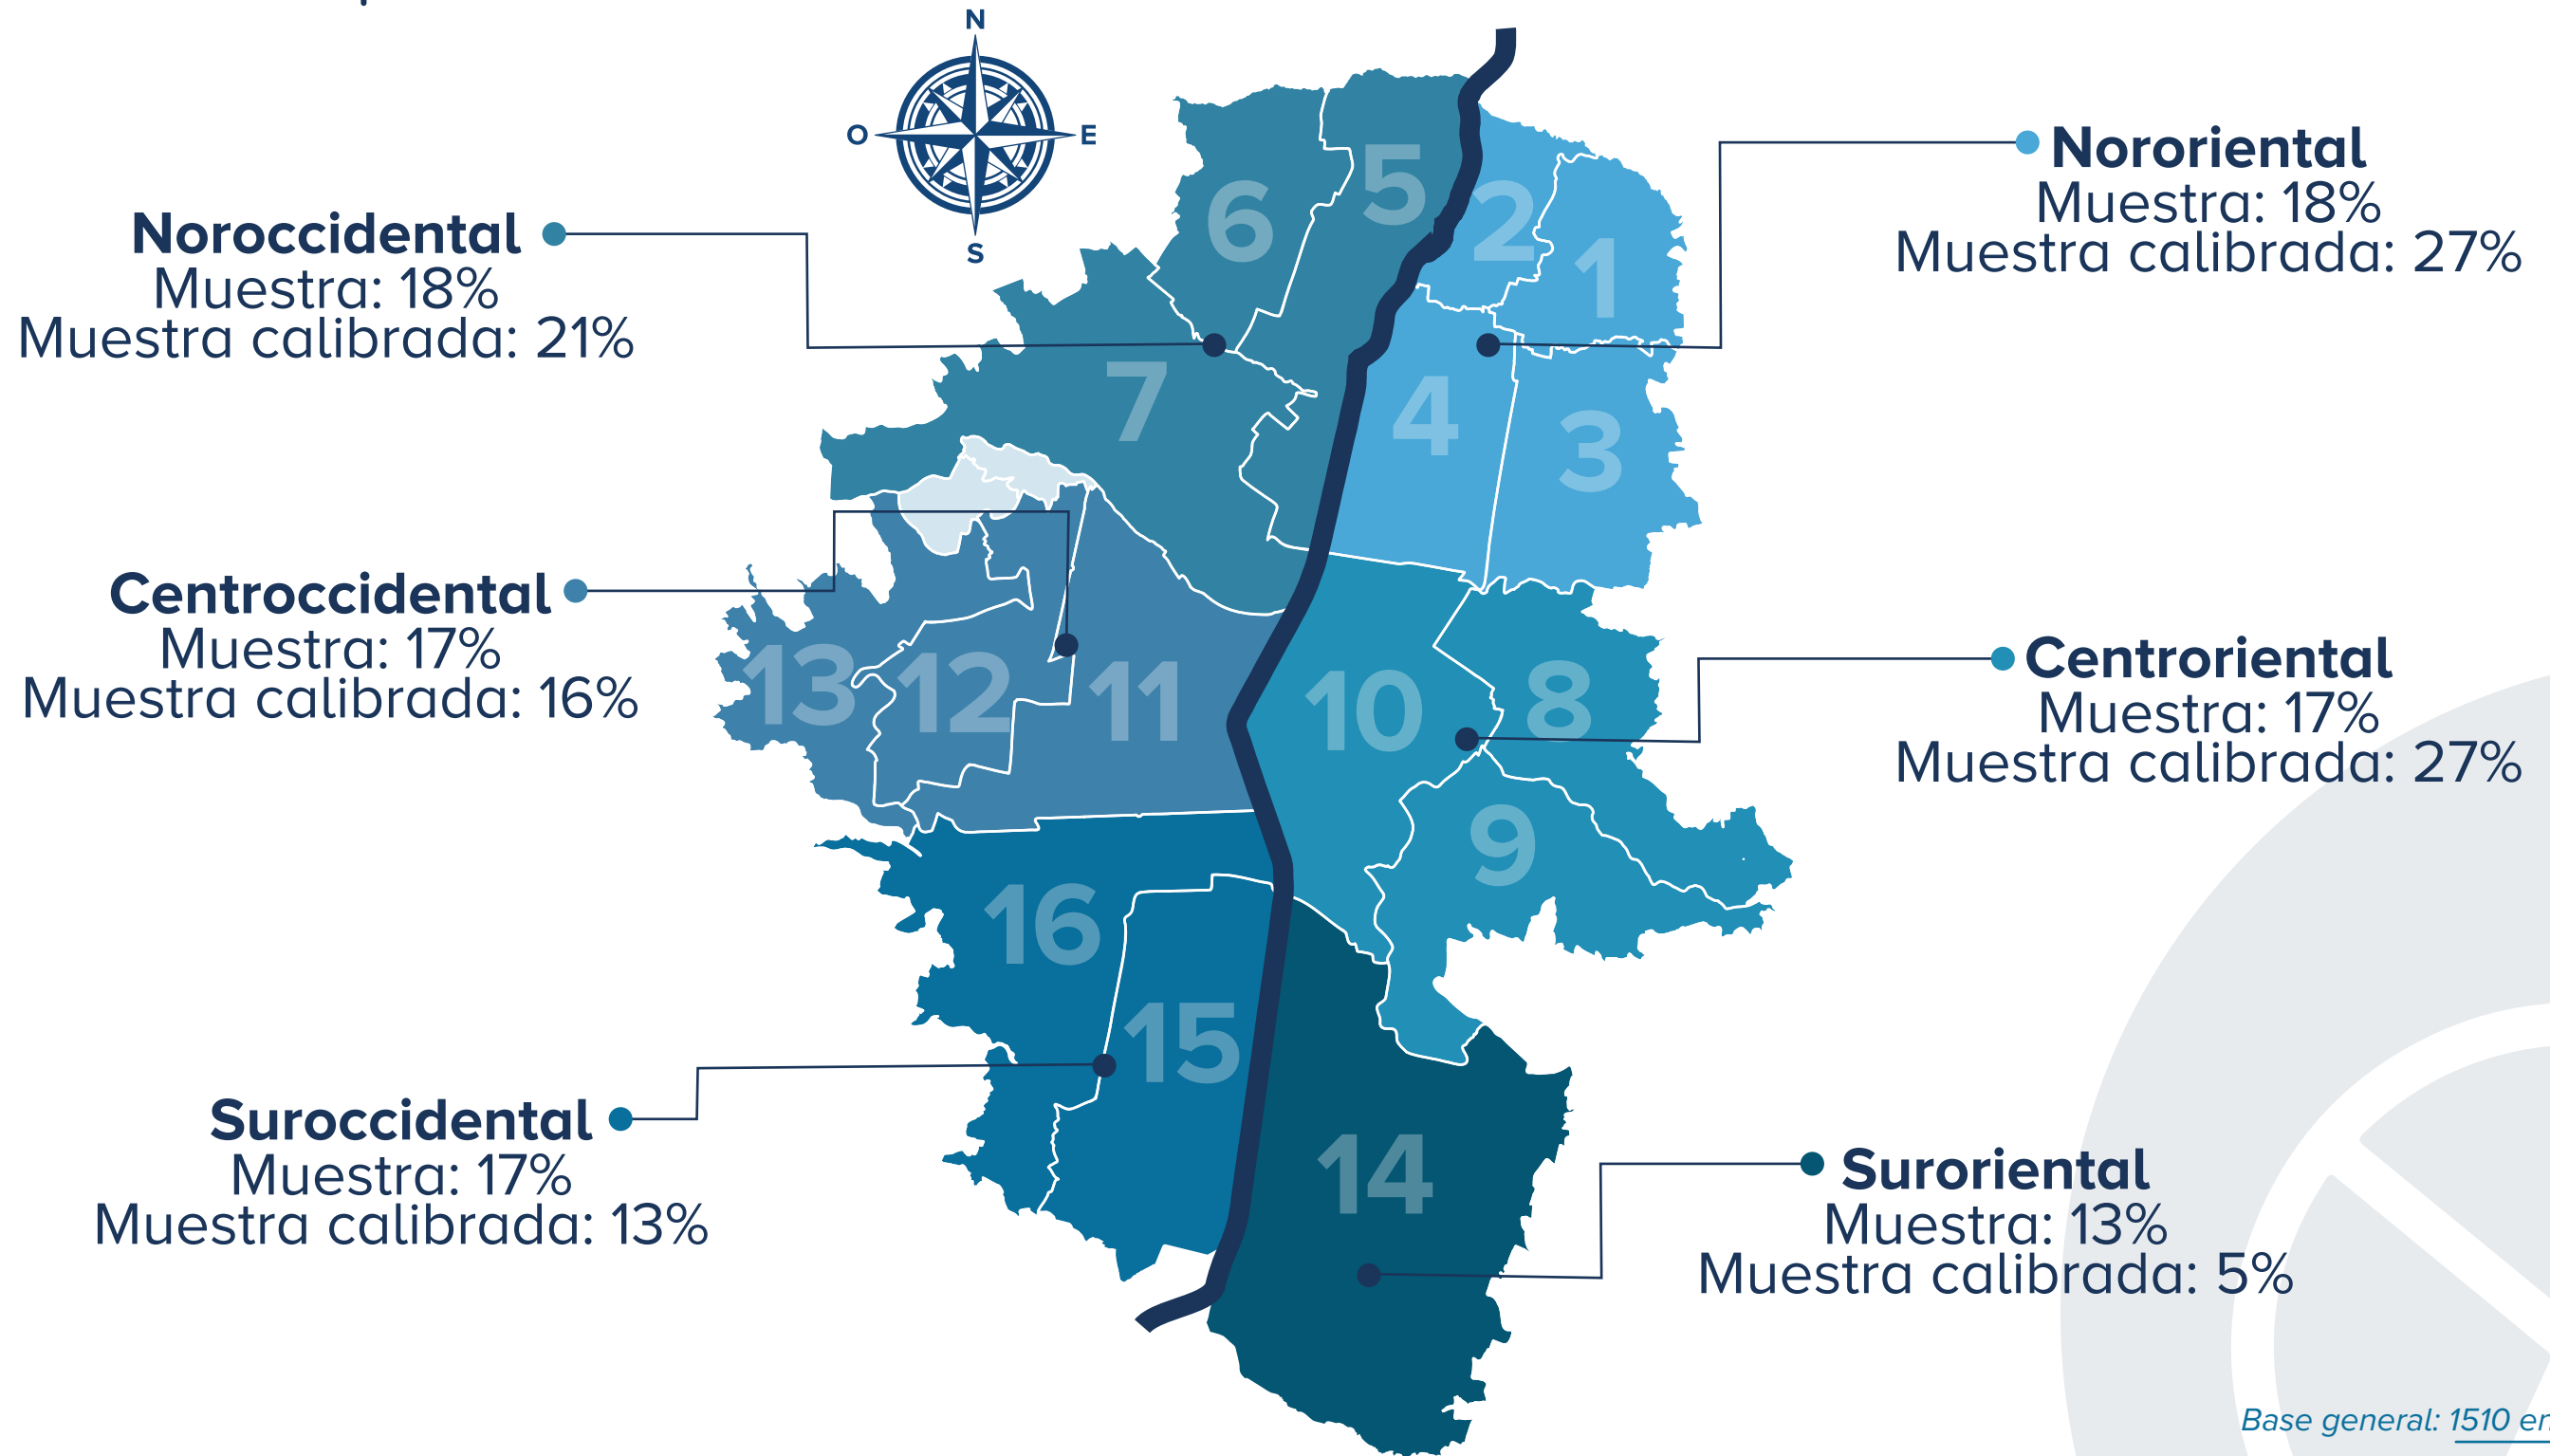 N
O
E
S
Noroccidental
Muestra: 18%
Muestra calibrada: 21%
Nororiental
Muestra: 18%
Muestra calibrada: 27%
Centroccidental
Muestra: 17%
Muestra calibrada: 16%
Centroriental
Muestra: 17%
Muestra calibrada: 27%
Suroccidental
Muestra: 17%
Muestra calibrada: 13%
Suroriental
Muestra: 13%
Muestra calibrada: 5%
6
5
2
1
7
4
3
13
12
11
10
8
9
16
15
14
Base general: 1510